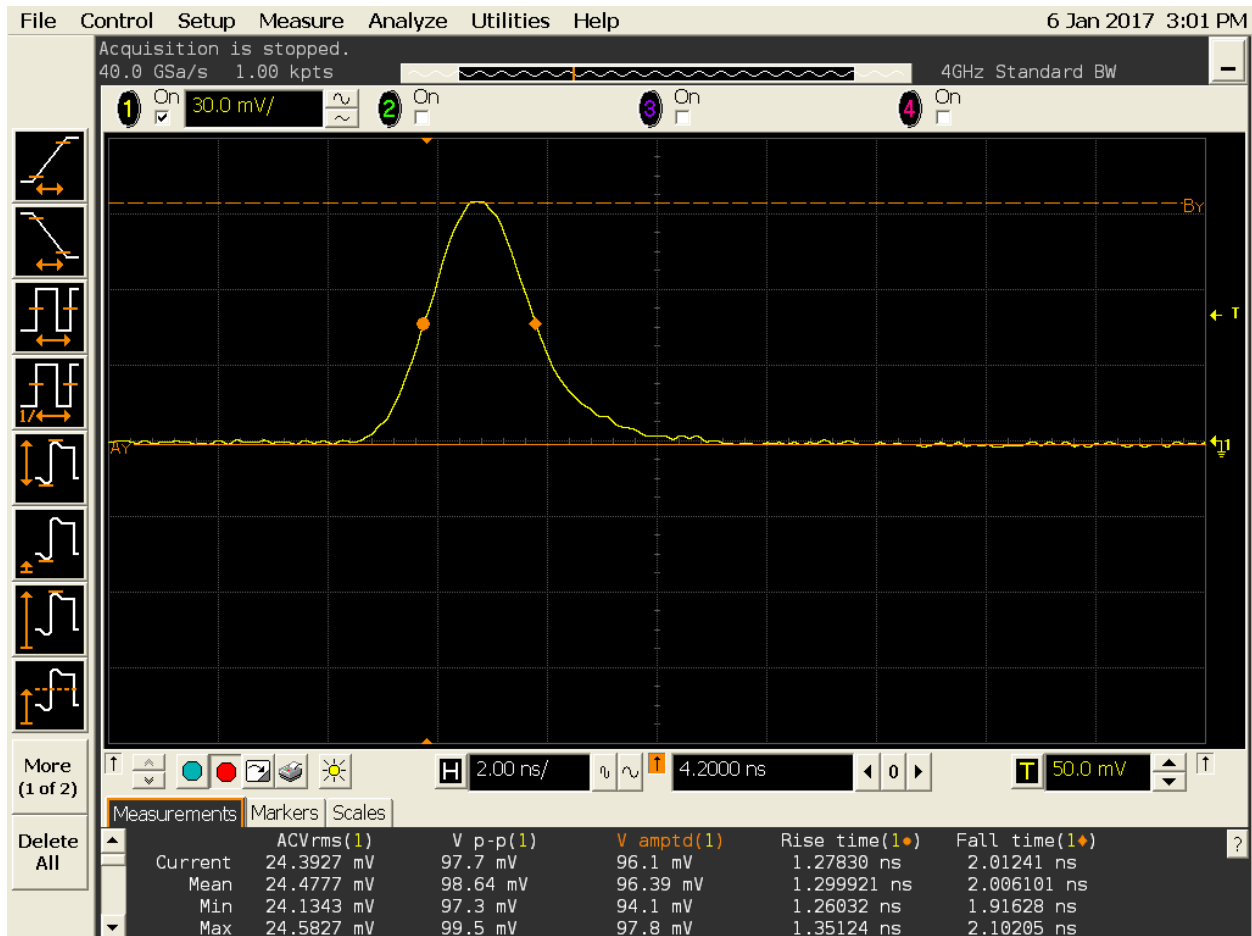 File Control Setup Measure Analyze Utilities Help 6 Jan 2017 3:01 PM
Acquisition is stopped.
40.0 GSa/s 1.00 kpts 4GHz Standard BW
1 On 30.0 mV/ 2 On 3 On 4 On
BY
T
1/
AY
1
More
(1 of 2)
Delete
All
H 2.00 ns/ 4.2000 ns 0 T 50.0 mV
Measurements Markers Scales
ACVrms(1) V p-p(1) V amptd(1) Rise time(1●) Fall time(1♦) ?
Current 24.3927 mV 97.7 mV 96.1 mV 1.27830 ns 2.01241 ns
Mean 24.4777 mV 98.64 mV 96.39 mV 1.299921 ns 2.006101 ns
Min 24.1343 mV 97.3 mV 94.1 mV 1.26032 ns 1.91628 ns
Max 24.5827 mV 99.5 mV 97.8 mV 1.35124 ns 2.10205 ns